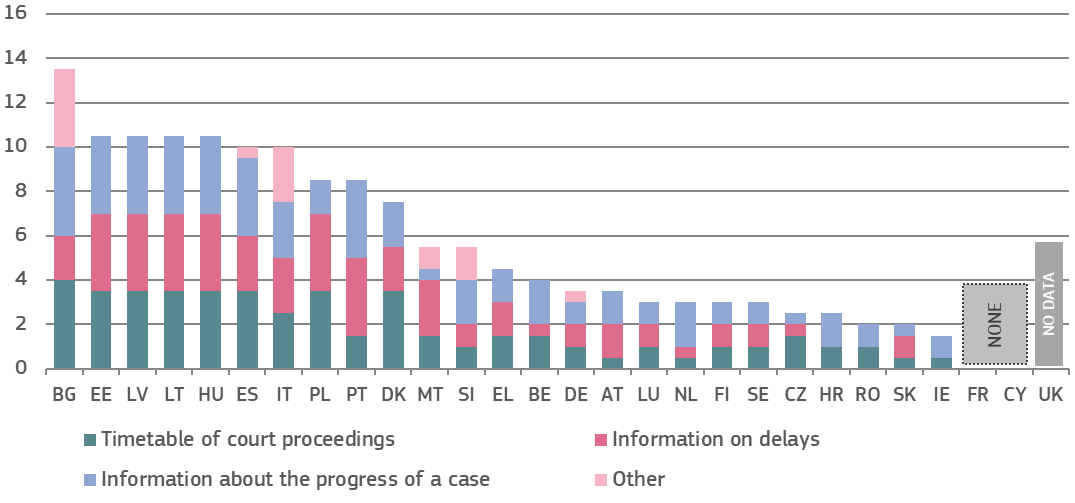 16
14
12
10
8
6
4
2
0
NONE
NO DATA
BG EE LV LT HU ES IT PL PT DK MT SI EL BE DE AT LU NL FI SE CZ HR RO SK IE FR CY UK
Timetable of court proceedings Information on delays
Information about the progress of a case Other